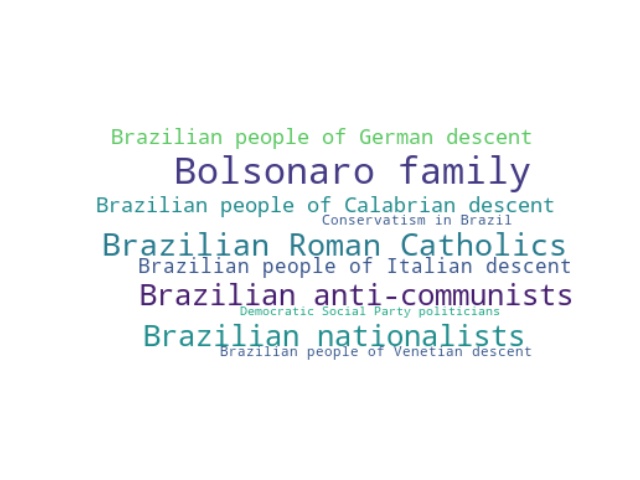 Brazilian people of German descent
Bolsonaro family
Brazilian people of Calabrian descent
Conservatism in Brazil
Brazilian Roman Catholics
Brazilian people of Italian descent
Brazilian anti-communists
Democratic Social Party politicians
Brazilian nationalists
Brazilian people of Venetian descent